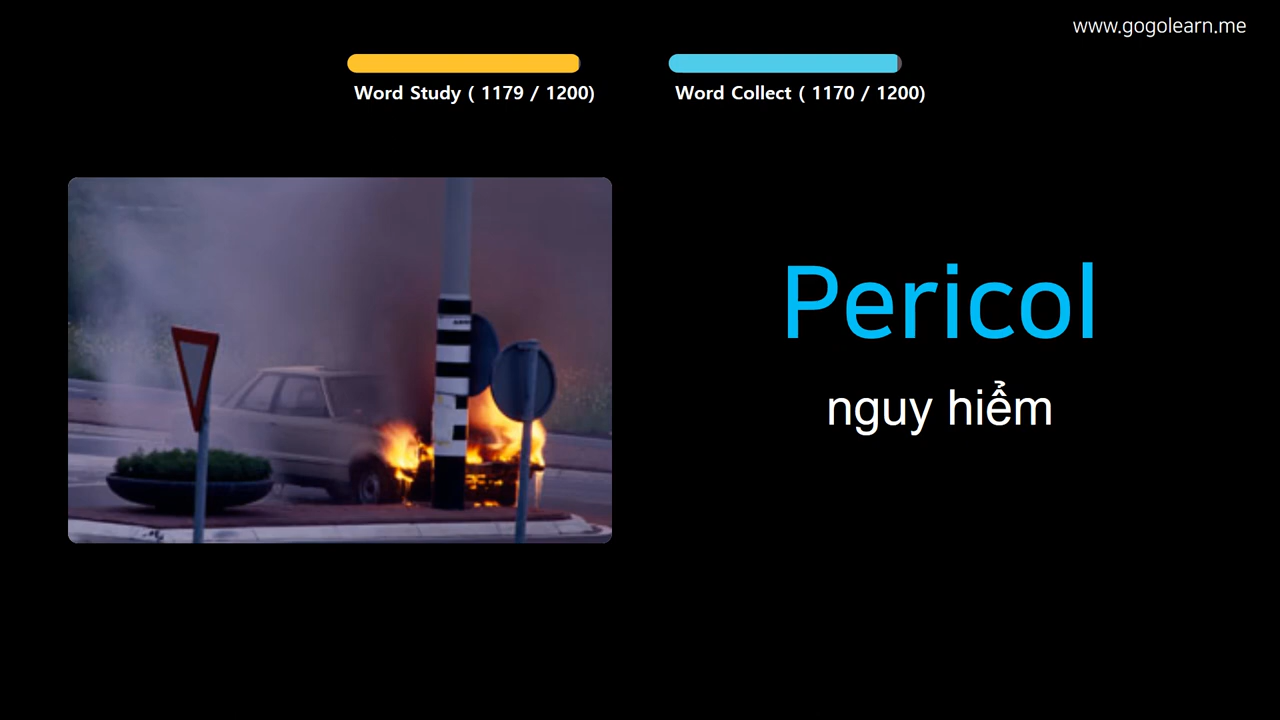 www.gogolearn.me
Word Study ( 1179 / 1200)
Word Collect ( 1170 / 1200)
Pericol
nguy hiểm